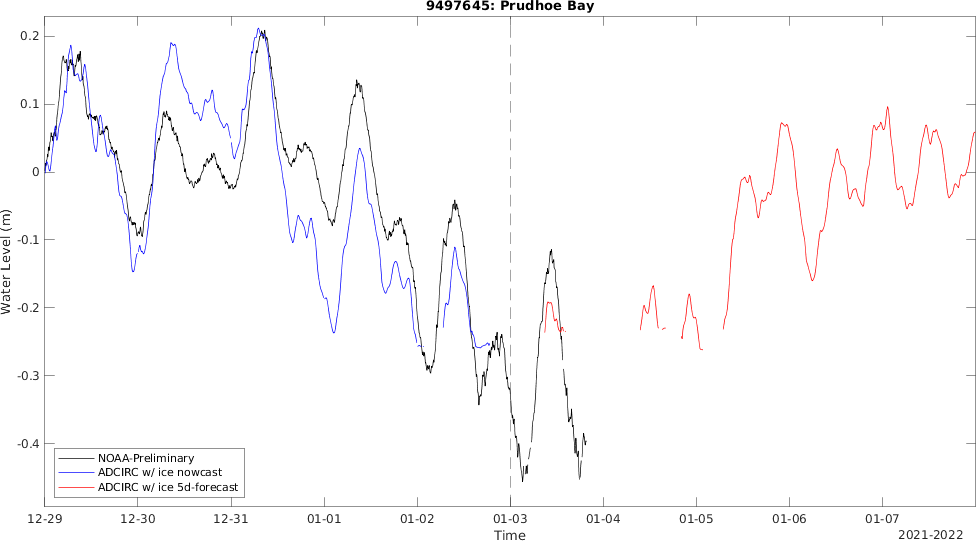 9497645: Prudhoe Bay
Water Level (m)
0.2
0.1
0
-0.1
-0.2
-0.3
-0.4
NOAA-Preliminary
ADCIRC w/ ice nowcast
ADCIRC w/ ice 5d-forecast
12-29 12-30 12-31 01-01 01-02 01-03 01-04 01-05 01-06 01-07
Time
2021-2022